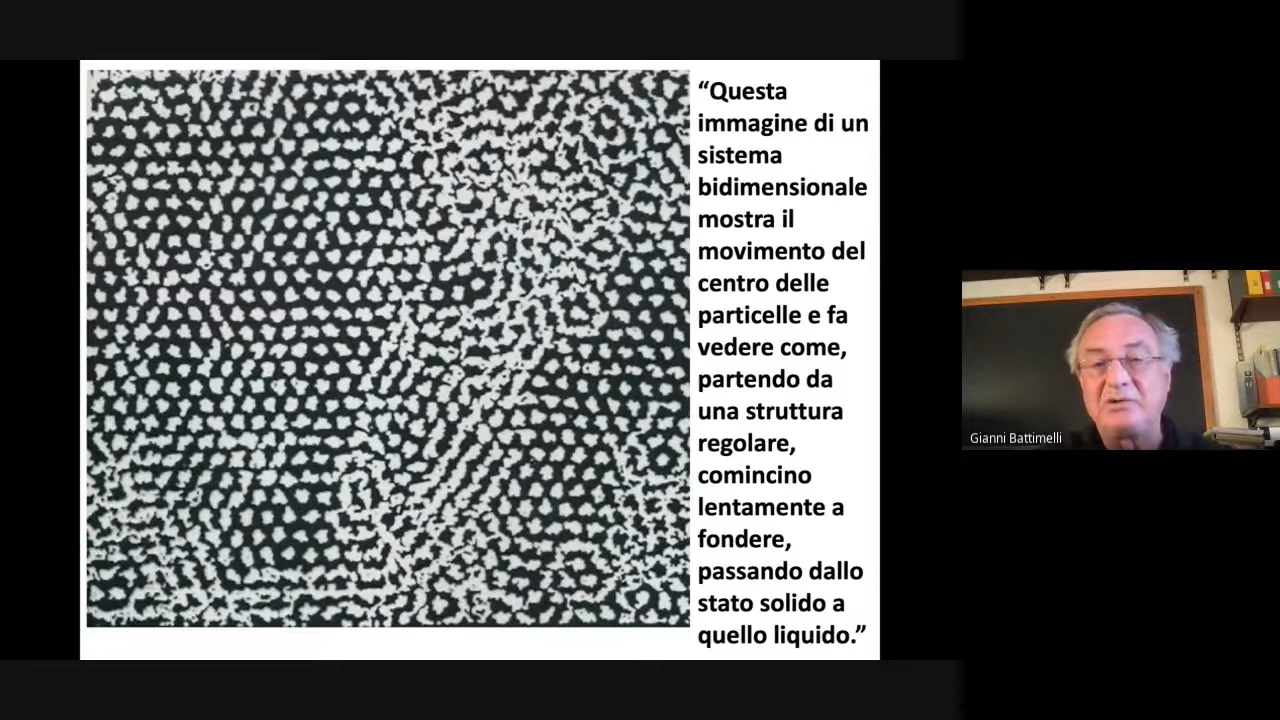 “Questa
immagine di un
sistema
bidimensionale
mostra il
movimento del
centro delle
particelle e fa
vedere come,
partendo da
una struttura
regolare,
comincino
lentamente a
fondere,
passando dallo
stato solido a
quello liquido.”
Gianni Battimelli